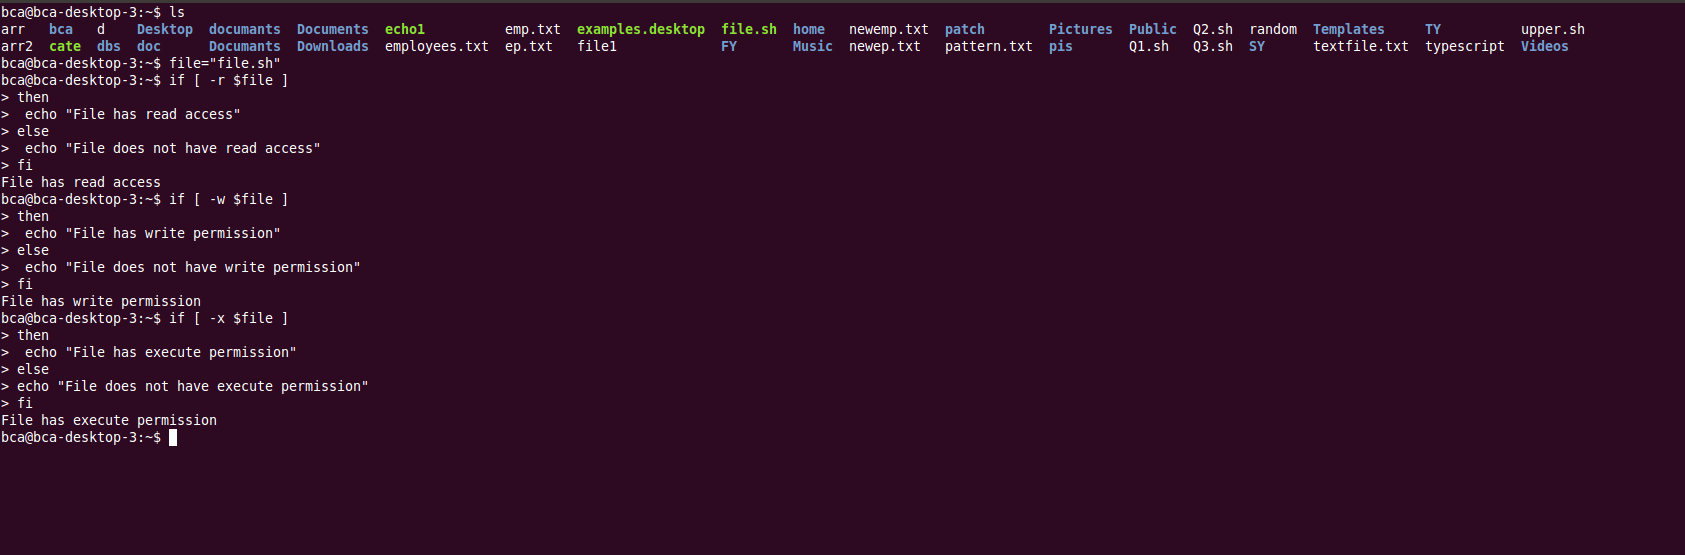 bca@bca-desktop-3:~$ ls
arr   bca   d    Desktop  documants  Documents  echo1          emp.txt  examples.desktop  file.sh  home   newemp.txt  patch        Pictures  Public  Q2.sh  random  Templates     TY          upper.sh
arr2  cate  dbs  doc      Documants  Downloads  employees.txt  ep.txt   file1             FY       Music  newep.txt   pattern.txt  pis       Q1.sh   Q3.sh  SY      textfile.txt  typescript  Videos
bca@bca-desktop-3:~$ file="file.sh"
bca@bca-desktop-3:~$ if [ -r $file ]
> then
>  echo "File has read access"
> else
>  echo "File does not have read access"
> fi
File has read access
bca@bca-desktop-3:~$ if [ -w $file ]
> then
>  echo "File has write permission"
> else
>  echo "File does not have write permission"
> fi
File has write permission
bca@bca-desktop-3:~$ if [ -x $file ]
> then
>  echo "File has execute permission"
> else
> echo "File does not have execute permission"
> fi
File has execute permission
bca@bca-desktop-3:~$